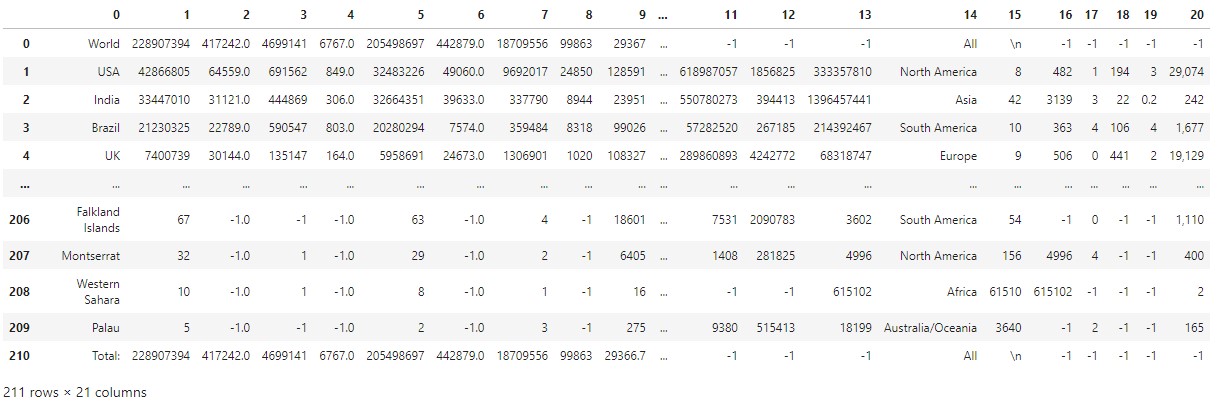 0 1 2 3 4 5 6 7 8 9 ... 11 12 13 14 15 16 17 18 19 20
0 World 228907394 417242.0 4699141 6767.0 205498697 442879.0 18709556 99863 29367 ... -1 -1 -1 All \n -1 -1 -1 -1 -1
1 USA 42866805 64559.0 691562 849.0 32483226 49060.0 9692017 24850 128591 ... 618987057 1856825 333357810 North America 8 482 1 194 3 29,074
2 India 33447010 31121.0 444869 306.0 32664351 39633.0 337790 8944 23951 ... 550780273 394413 1396457441 Asia 42 3139 3 22 0.2 242
3 Brazil 21230325 22789.0 590547 803.0 20280294 7574.0 359484 8318 99026 ... 57282520 267185 214392467 South America 10 363 4 106 4 1,677
4 UK 7400739 30144.0 135147 164.0 5958691 24673.0 1306901 1020 108327 ... 289860893 4242772 68318747 Europe 9 506 0 441 2 19,129
... ... ... ... ... ... ... ... ... ... ... ... ... ... ... ... ... ... ... ... ... ...
206 Falkland Islands 67 -1.0 -1 -1.0 63 -1.0 4 -1 18601 ... 7531 2090783 3602 South America 54 -1 0 -1 -1 1,110
207 Montserrat 32 -1.0 1 -1.0 29 -1.0 2 -1 6405 ... 1408 281825 4996 North America 156 4996 4 -1 -1 400
208 Western Sahara 10 -1.0 1 -1.0 8 -1.0 1 -1 16 ... -1 -1 615102 Africa 61510 615102 -1 -1 -1 2
209 Palau 5 -1.0 -1 -1.0 2 -1.0 3 -1 275 ... 9380 515413 18199 Australia/Oceania 3640 -1 2 -1 -1 165
210 Total: 228907394 417242.0 4699141 6767.0 205498697 442879.0 18709556 99863 29366.7 ... -1 -1 -1 All \n -1 -1 -1 -1 -1
211 rows × 21 columns